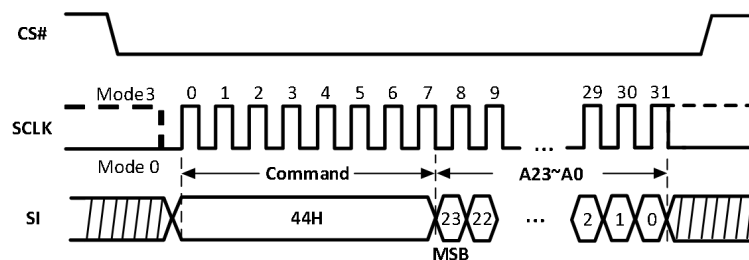 CS#
Mode3
0 1 2 3 4 5 6 7 8 9 29 30 31
SCLK
...
Mode 0
Command
A23~A0
SI
44H
23 22 ... 2 1 0
MSB